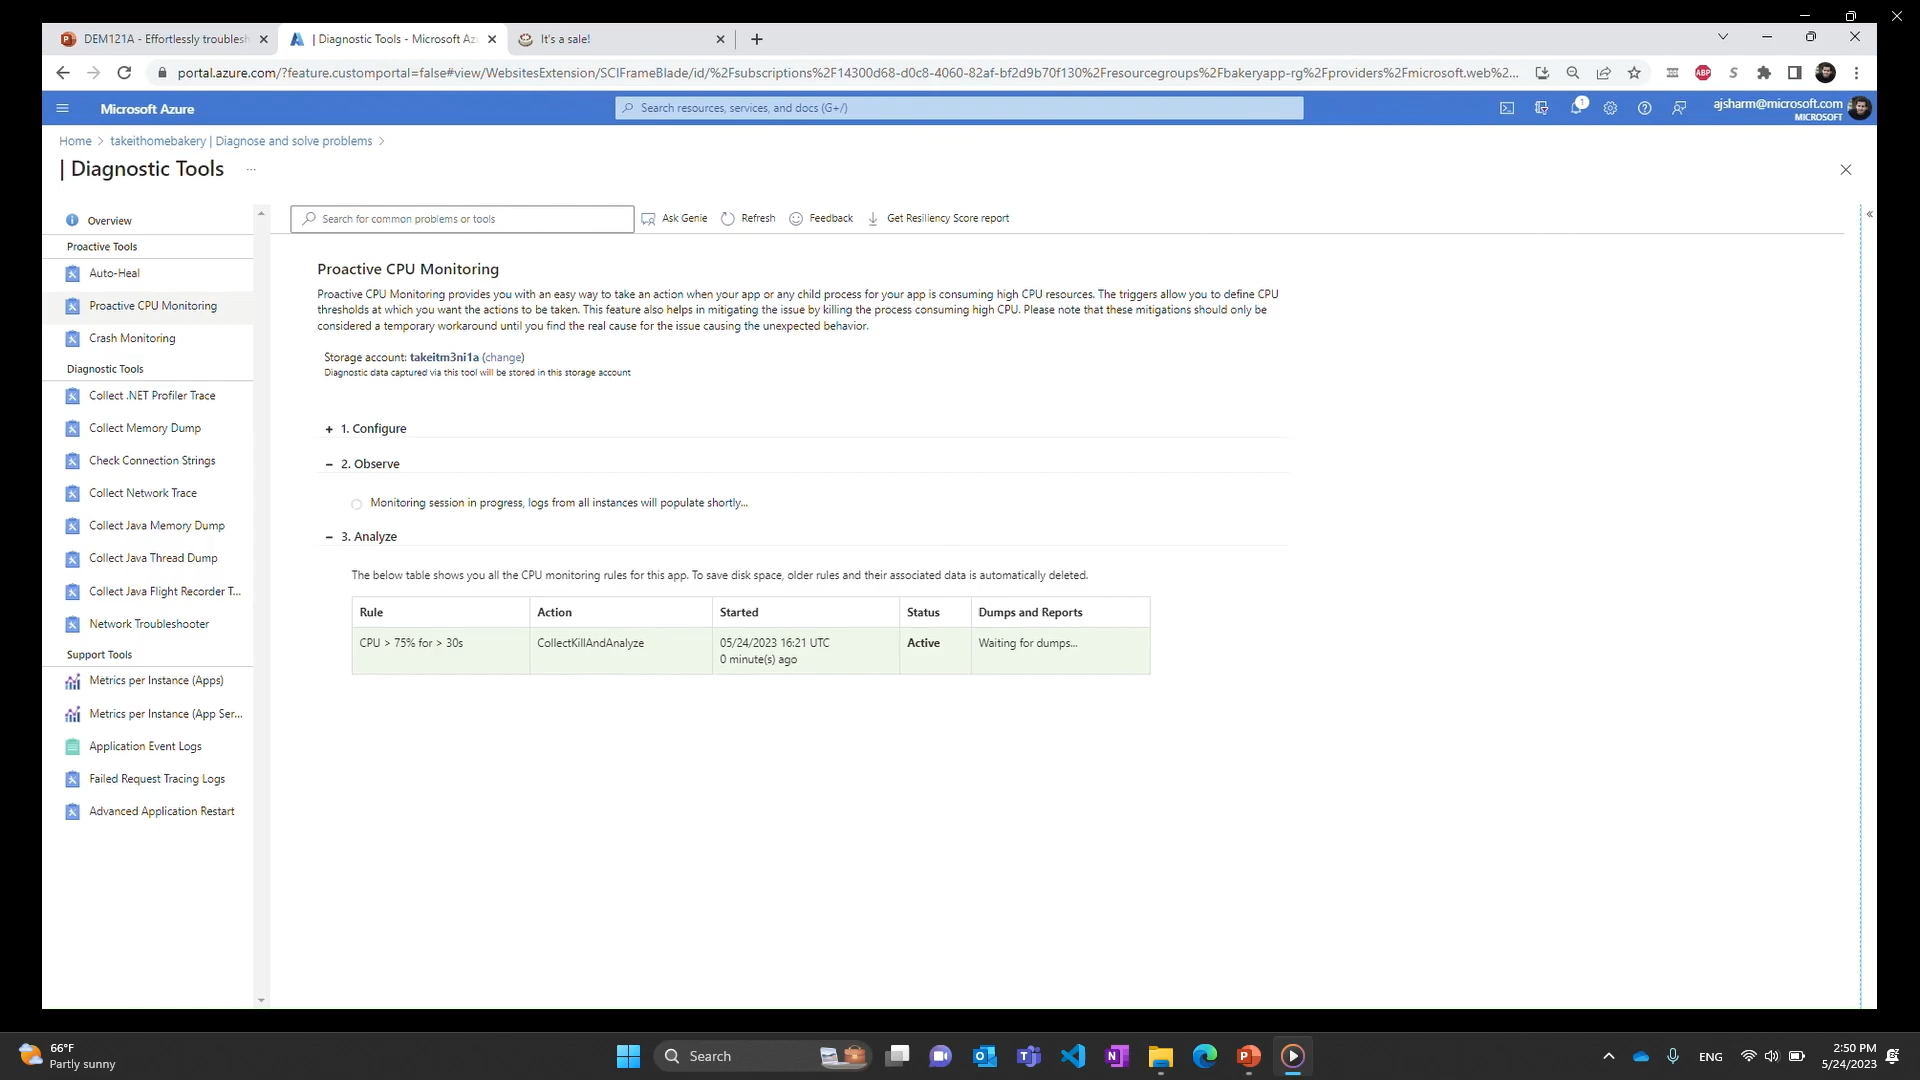 DEM121A - Effortlessly troublesh
| Diagnostic Tools - Microsoft Az
It's a sale!
portal.azure.com/?feature.customportal=false#view/WebsitesExtension/SCIFrameBlade/id/%2Fsubscriptions%2F14300d68-d0c8-4060-82af-bf2d9b70f130%2Fresourcegroups%2Fbakeryapp-rg%2Fproviders%2Fmicrosoft.web%2...
ABP
Microsoft Azure
Search resources, services, and docs (G+/)
1
ajsharm@microsoft.com
MICROSOFT
Home > takeithomebakery | Diagnose and solve problems >
| Diagnostic Tools ...
Overview
Proactive Tools
Auto-Heal
Proactive CPU Monitoring
Crash Monitoring
Diagnostic Tools
Collect .NET Profiler Trace
Collect Memory Dump
Check Connection Strings
Collect Network Trace
Collect Java Memory Dump
Collect Java Thread Dump
Collect Java Flight Recorder T...
Network Troubleshooter
Support Tools
Metrics per Instance (Apps)
Metrics per Instance (App Ser...
Application Event Logs
Failed Request Tracing Logs
Advanced Application Restart
Search for common problems or tools
Ask Genie
Refresh
Feedback
Get Resiliency Score report
Proactive CPU Monitoring
Proactive CPU Monitoring provides you with an easy way to take an action when your app or any child process for your app is consuming high CPU resources. The triggers allow you to define CPU
thresholds at which you want the actions to be taken. This feature also helps in mitigating the issue by killing the process consuming high CPU. Please note that these mitigations should only be
considered a temporary workaround until you find the real cause for the issue causing the unexpected behavior.
Storage account: takeitm3ni1a (change)
Diagnostic data captured via this tool will be stored in this storage account
+ 1. Configure
– 2. Observe
Monitoring session in progress, logs from all instances will populate shortly...
– 3. Analyze
The below table shows you all the CPU monitoring rules for this app. To save disk space, older rules and their associated data is automatically deleted.
Rule Action Started Status Dumps and Reports
CPU > 75% for > 30s CollectKillAndAnalyze 05/24/2023 16:21 UTC Active Waiting for dumps...
0 minute(s) ago
66°F
Partly sunny
Search
ENG
2:50 PM
5/24/2023